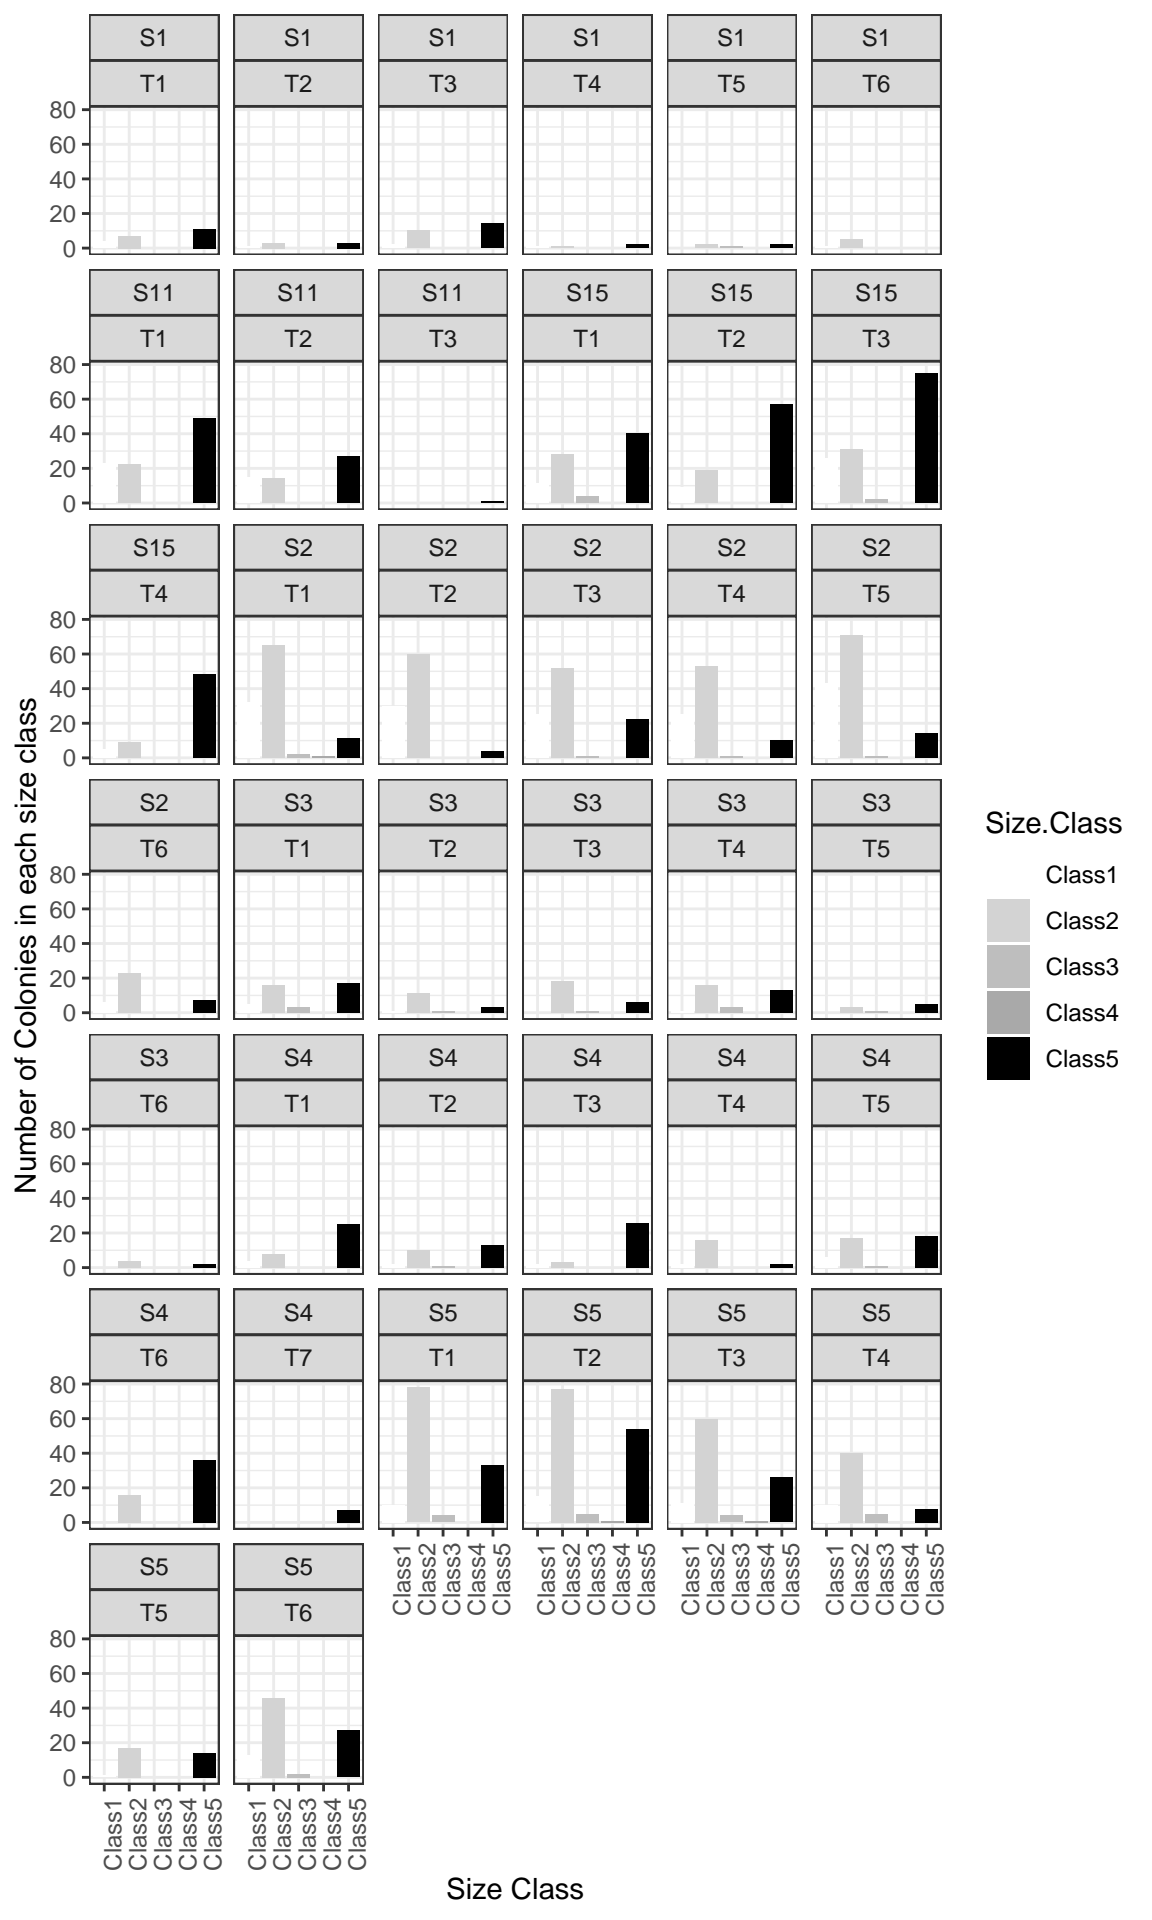 S1 S1 S1 S1 S1 S1
T1 T2 T3 T4 T5 T6
80
60
40
20
0
S11 S11 S11 S15 S15 S15
T1 T2 T3 T1 T2 T3
80
60
40
20
0
S15 S2 S2 S2 S2 S2
T4 T1 T2 T3 T4 T5
80
60
40
20
0
Number of Colonies in each size class
S2 S3 S3 S3 S3 S3
T6 T1 T2 T3 T4 T5
80
60
40
20
0
S3 S4 S4 S4 S4 S4
T6 T1 T2 T3 T4 T5
80
60
40
20
0
S4 S4 S5 S5 S5 S5
T6 T7 T1 T2 T3 T4
80
60
40
20
0
Class1 Class2 Class3 Class4 Class5 Class1 Class2 Class3 Class4 Class5 Class1 Class2 Class3 Class4 Class5 Class1 Class2 Class3 Class4 Class5
S5 S5
T5 T6
80
60
40
20
0
Class1 Class2 Class3 Class4 Class5 Class1 Class2 Class3 Class4 Class5
Size Class
Size.Class
Class1
Class2
Class3
Class4
Class5